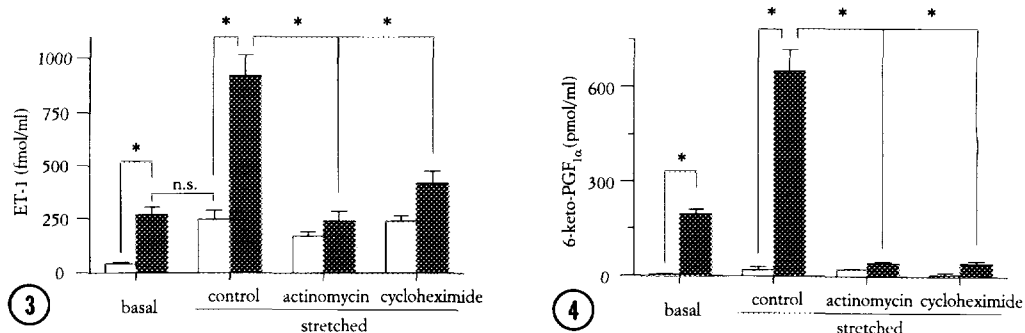 * * *
1000
750
500
250
0
ET-1 (fmol/ml)
*
n.s.
basal
control actinomycin cycloheximide
stretched
3
* * *
600
300
0
6-keto-PGF1α (pmol/ml)
*
basal
control actinomycin cycloheximide
stretched
4